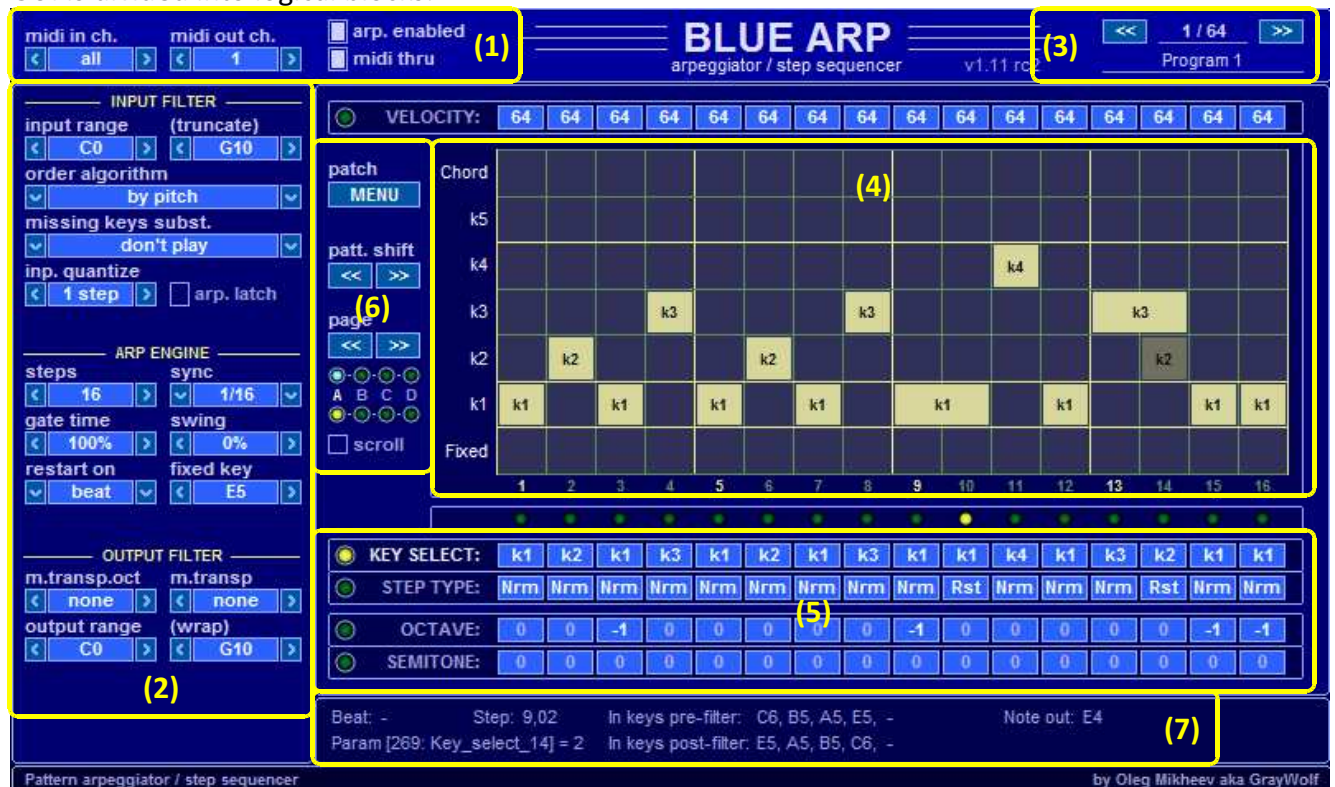 midi in ch. midi out ch.
< all > < 1 >
arp. enabled
midi thru
(1)
BLUE ARP
arpeggiator / step sequencer v1.11 rc2
(3)
<< 1 / 64 >>
Program 1
INPUT FILTER
input range (truncate)
< C0 > < G10 >
order algorithm
by pitch
missing keys subst.
don't play
inp. quantize
< 1 step > arp. latch
ARP ENGINE
steps sync
< 16 > 1/16
gate time swing
< 100% > < 0% >
restart on fixed key
beat < E5 >
OUTPUT FILTER
m.transp.oct m.transp
< none > < none >
output range (wrap)
< C0 > < G10 >
(2)
VELOCITY: 64 64 64 64 64 64 64 64 64 64 64 64 64 64 64 64
patch
MENU
patt. shift
<< >>
(6)
page
<< >>
A B C D
scroll
Chord
(4)
k5
k4 k4
k3 k3 k3 k3
k2 k2 k2 k2
k1 k1 k1 k1 k1 k1 k1 k1 k1
Fixed
1 2 3 4 5 6 7 8 9 10 11 12 13 14 15 16
KEY SELECT: k1 k2 k1 k3 k1 k2 k1 k3 k1 k1 k4 k1 k3 k2 k1 k1
STEP TYPE: Nrm Nrm Nrm Nrm Nrm Nrm Nrm Nrm Nrm Rst Nrm Nrm Nrm Rst Nrm Nrm
(5)
OCTAVE: 0 0 -1 0 0 0 0 0 -1 0 0 0 0 0 -1 -1
SEMITONE: 0 0 0 0 0 0 0 0 0 0 0 0 0 0 0 0
Beat: - Step: 9,02 In keys pre-filter: C6, B5, A5, E5, - Note out: E4
Param [269: Key_select_14] = 2 In keys post-filter: E5, A5, B5, C6, -
(7)
Pattern arpeggiator / step sequencer
by Oleg Mikheev aka GrayWolf